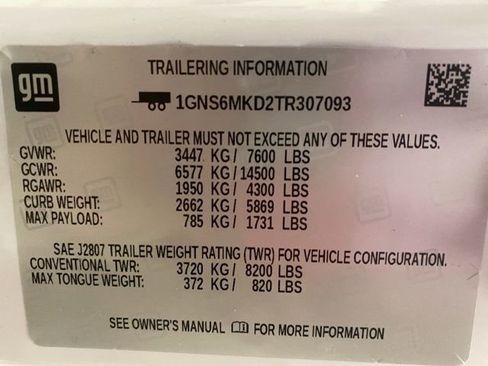 gm
TRAILERING INFORMATION
1GNS6MKD2TR307093
VEHICLE AND TRAILER MUST NOT EXCEED ANY OF THESE VALUES.
GVWR: 3447 KG / 7600 LBS
GCWR: 6577 KG / 14500 LBS
RGAWR: 1950 KG / 4300 LBS
CURB WEIGHT: 2662 KG / 5869 LBS
MAX PAYLOAD: 785 KG / 1731 LBS
SAE J2807 TRAILER WEIGHT RATING (TWR) FOR VEHICLE CONFIGURATION.
CONVENTIONAL TWR: 3720 KG / 8200 LBS
MAX TONGUE WEIGHT: 372 KG / 820 LBS
SEE OWNER'S MANUAL FOR MORE INFORMATION